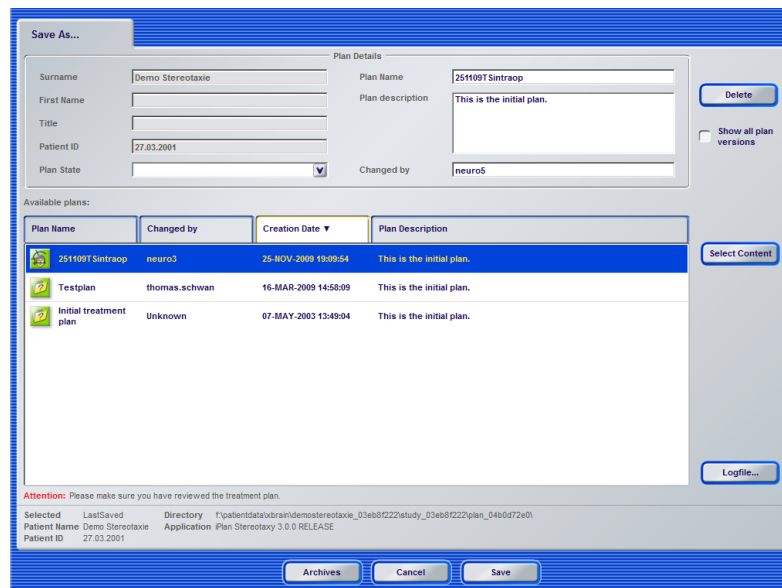 Save As...
Plan Details
Surname Demo Stereotaxie Plan Name 251109TSintraop
First Name Plan description This is the initial plan.
Delete
Title
Show all plan versions
Patient ID 27.03.2001
Plan State Changed by neuro5
Available plans:
Plan Name Changed by Creation Date ▼ Plan Description
251109TSintraop neuro3 25-NOV-2009 19:09:54 This is the initial plan.
Select Content
Testplan thomas.schwan 16-MAR-2009 14:58:09 This is the initial plan.
Initial treatment plan Unknown 07-MAY-2003 13:49:04 This is the initial plan.
Logfile...
Attention: Please make sure you have reviewed the treatment plan.
Selected LastSaved Directory f:\patientdata\xbrain\demostereotaxie_03eb8f222\study_03eb8f222\plan_04b0d72e0\
Patient Name Demo Stereotaxie Application iPlan Stereotaxy 3.0.0 RELEASE
Patient ID 27.03.2001
Archives Cancel Save